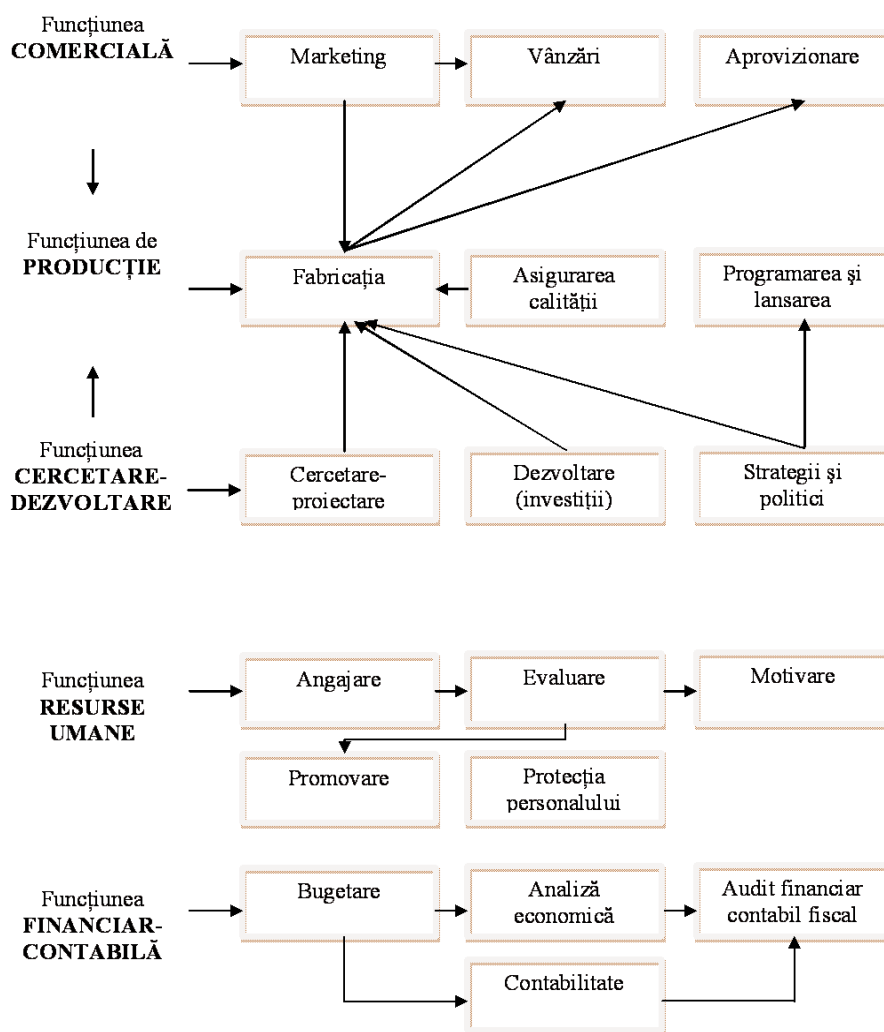 Funcțiunea
COMERCIALĂ
Marketing
Vânzări
Aprovizionare
Funcțiunea de
PRODUCȚIE
Fabricația
Asigurarea
calității
Programarea şi
lansarea
Funcțiunea
CERCETARE-
DEZVOLTARE
Cercetare-
proiectare
Dezvoltare
(investiții)
Strategii şi
politici
Funcțiunea
RESURSE
UMANE
Angajare
Evaluare
Motivare
Promovare
Protecția
personalului
Funcțiunea
FINANCIAR-
CONTABILĂ
Bugetare
Analiză
economică
Audit financiar
contabil fiscal
Contabilitate